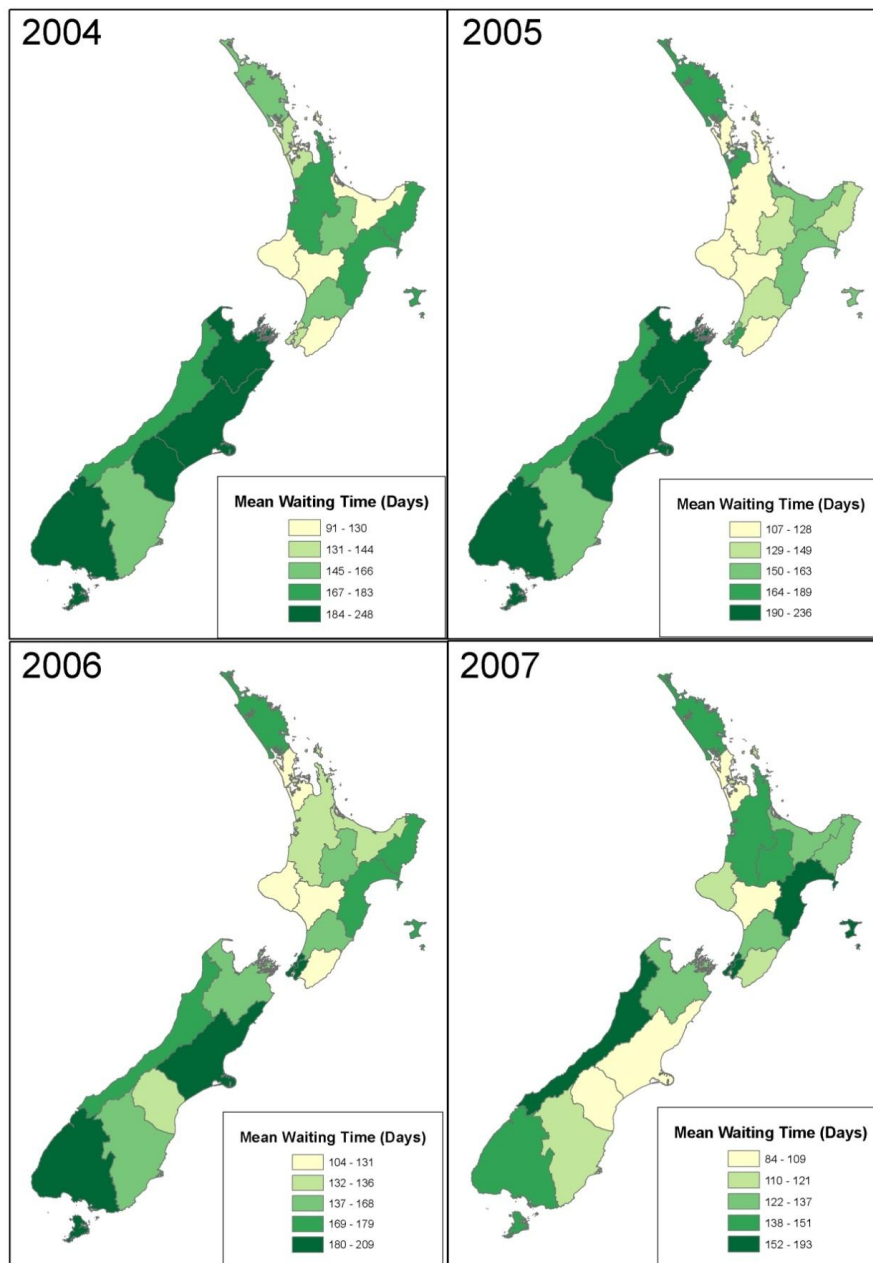 2004
Mean Waiting Time (Days)
91 - 130
131 - 144
145 - 166
167 - 183
184 - 248
2005
Mean Waiting Time (Days)
107 - 128
129 - 149
150 - 163
164 - 189
190 - 236
2006
Mean Waiting Time (Days)
104 - 131
132 - 136
137 - 168
169 - 179
180 - 209
2007
Mean Waiting Time (Days)
84 - 109
110 - 121
122 - 137
138 - 151
152 - 193